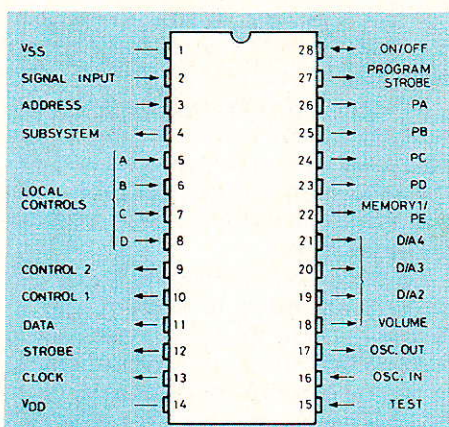 VSS
SIGNAL INPUT
ADDRESS
SUBSYSTEM
LOCAL
CONTROLS
A
B
C
D
CONTROL 2
CONTROL 1
DATA
STROBE
CLOCK
VDD
1
2
3
4
5
6
7
8
9
10
11
12
13
14
28
27
26
25
24
23
22
21
20
19
18
17
16
15
ON/OFF
PROGRAM
STROBE
PA
PB
PC
PD
MEMORY1/
PE
D/A4
D/A3
D/A2
VOLUME
OSC. OUT
OSC. IN
TEST